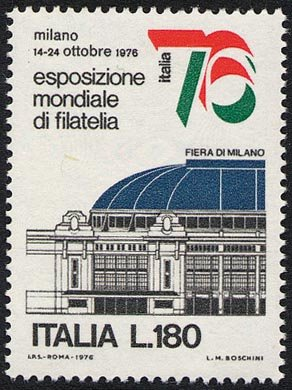 milano
14-24 ottobre 1976
esposizione
mondiale
di filatelia
italia 76
FIERA DI MILANO
ITALIA L.180
I.P.S.-ROMA-1976 L. M. BOSCHINI